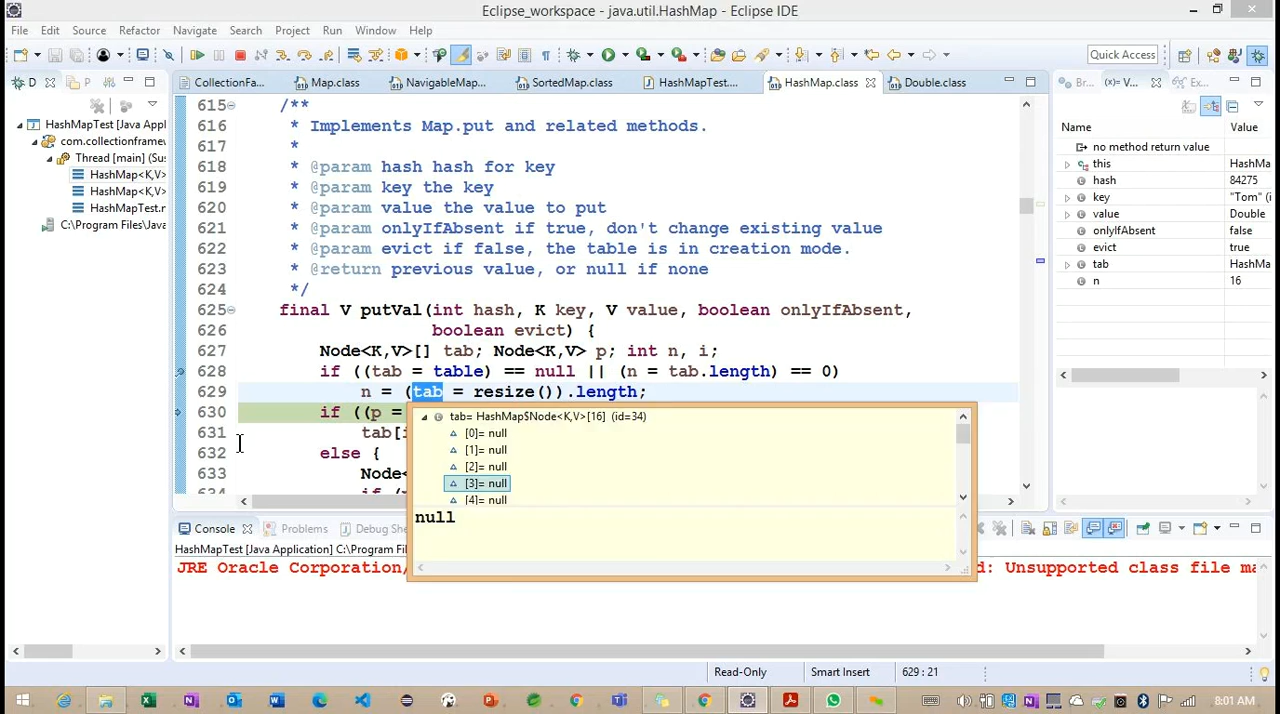 Eclipse_workspace - java.util.HashMap - Eclipse IDE
File Edit Source Refactor Navigate Search Project Run Window Help
Quick Access
D P
CollectionFa... Map.class NavigableMap... SortedMap.class HashMapTest.... HashMap.class Double.class
Br... (x)= V... Ex...
HashMapTest [Java Appl
com.collectionframew
Thread [main] (Sus
HashMap<K,V>
HashMap<K,V>
HashMapTest.r
C:\Program Files\Java
615 /**
616 * Implements Map.put and related methods.
617 *
618 * @param hash hash for key
619 * @param key the key
620 * @param value the value to put
621 * @param onlyIfAbsent if true, don't change existing value
622 * @param evict if false, the table is in creation mode.
623 * @return previous value, or null if none
624 */
625 final V putVal(int hash, K key, V value, boolean onlyIfAbsent,
626 boolean evict) {
627 Node<K,V>[] tab; Node<K,V> p; int n, i;
628 if ((tab = table) == null || (n = tab.length) == 0)
629 n = (tab = resize()).length;
630 if ((p =
631 tab[i
632 else {
633 Node<
634
tab= HashMap$Node<K,V>[16] (id=34)
[0]= null
[1]= null
[2]= null
[3]= null
[4]= null
null
Name Value
no method return value
this HashMa
hash 84275
key "Tom" (i
value Double
onlyIfAbsent false
evict true
tab HashMa
n 16
Console Problems Debug She
HashMapTest [Java Application] C:\Program File
JRE Oracle Corporation/ d: Unsupported class file ma
Read-Only Smart Insert 629 : 21
8:01 AM